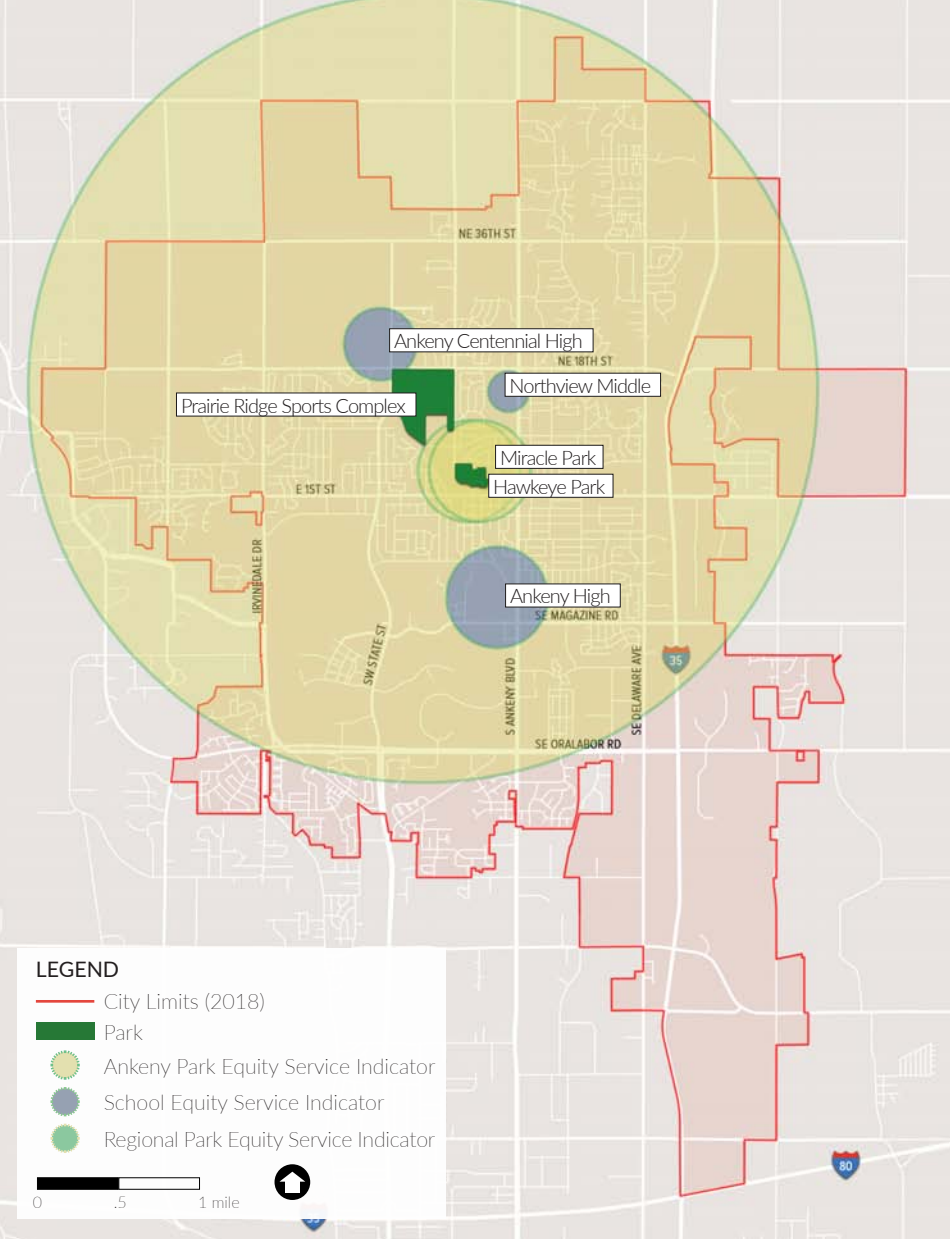 NE 36TH ST
Ankeny Centennial High
NE 18TH ST
Northview Middle
Prairie Ridge Sports Complex
Miracle Park
Hawkeye Park
E 1ST ST
IRVINEDALE DR
Ankeny High
SE MAGAZINE RD
SW STATE ST
S ANKENY BLVD
SE DELAWARE AVE
35
SE ORALABOR RD
LEGEND
City Limits (2018)
Park
Ankeny Park Equity Service Indicator
School Equity Service Indicator
Regional Park Equity Service Indicator
0 .5 1 mile
80